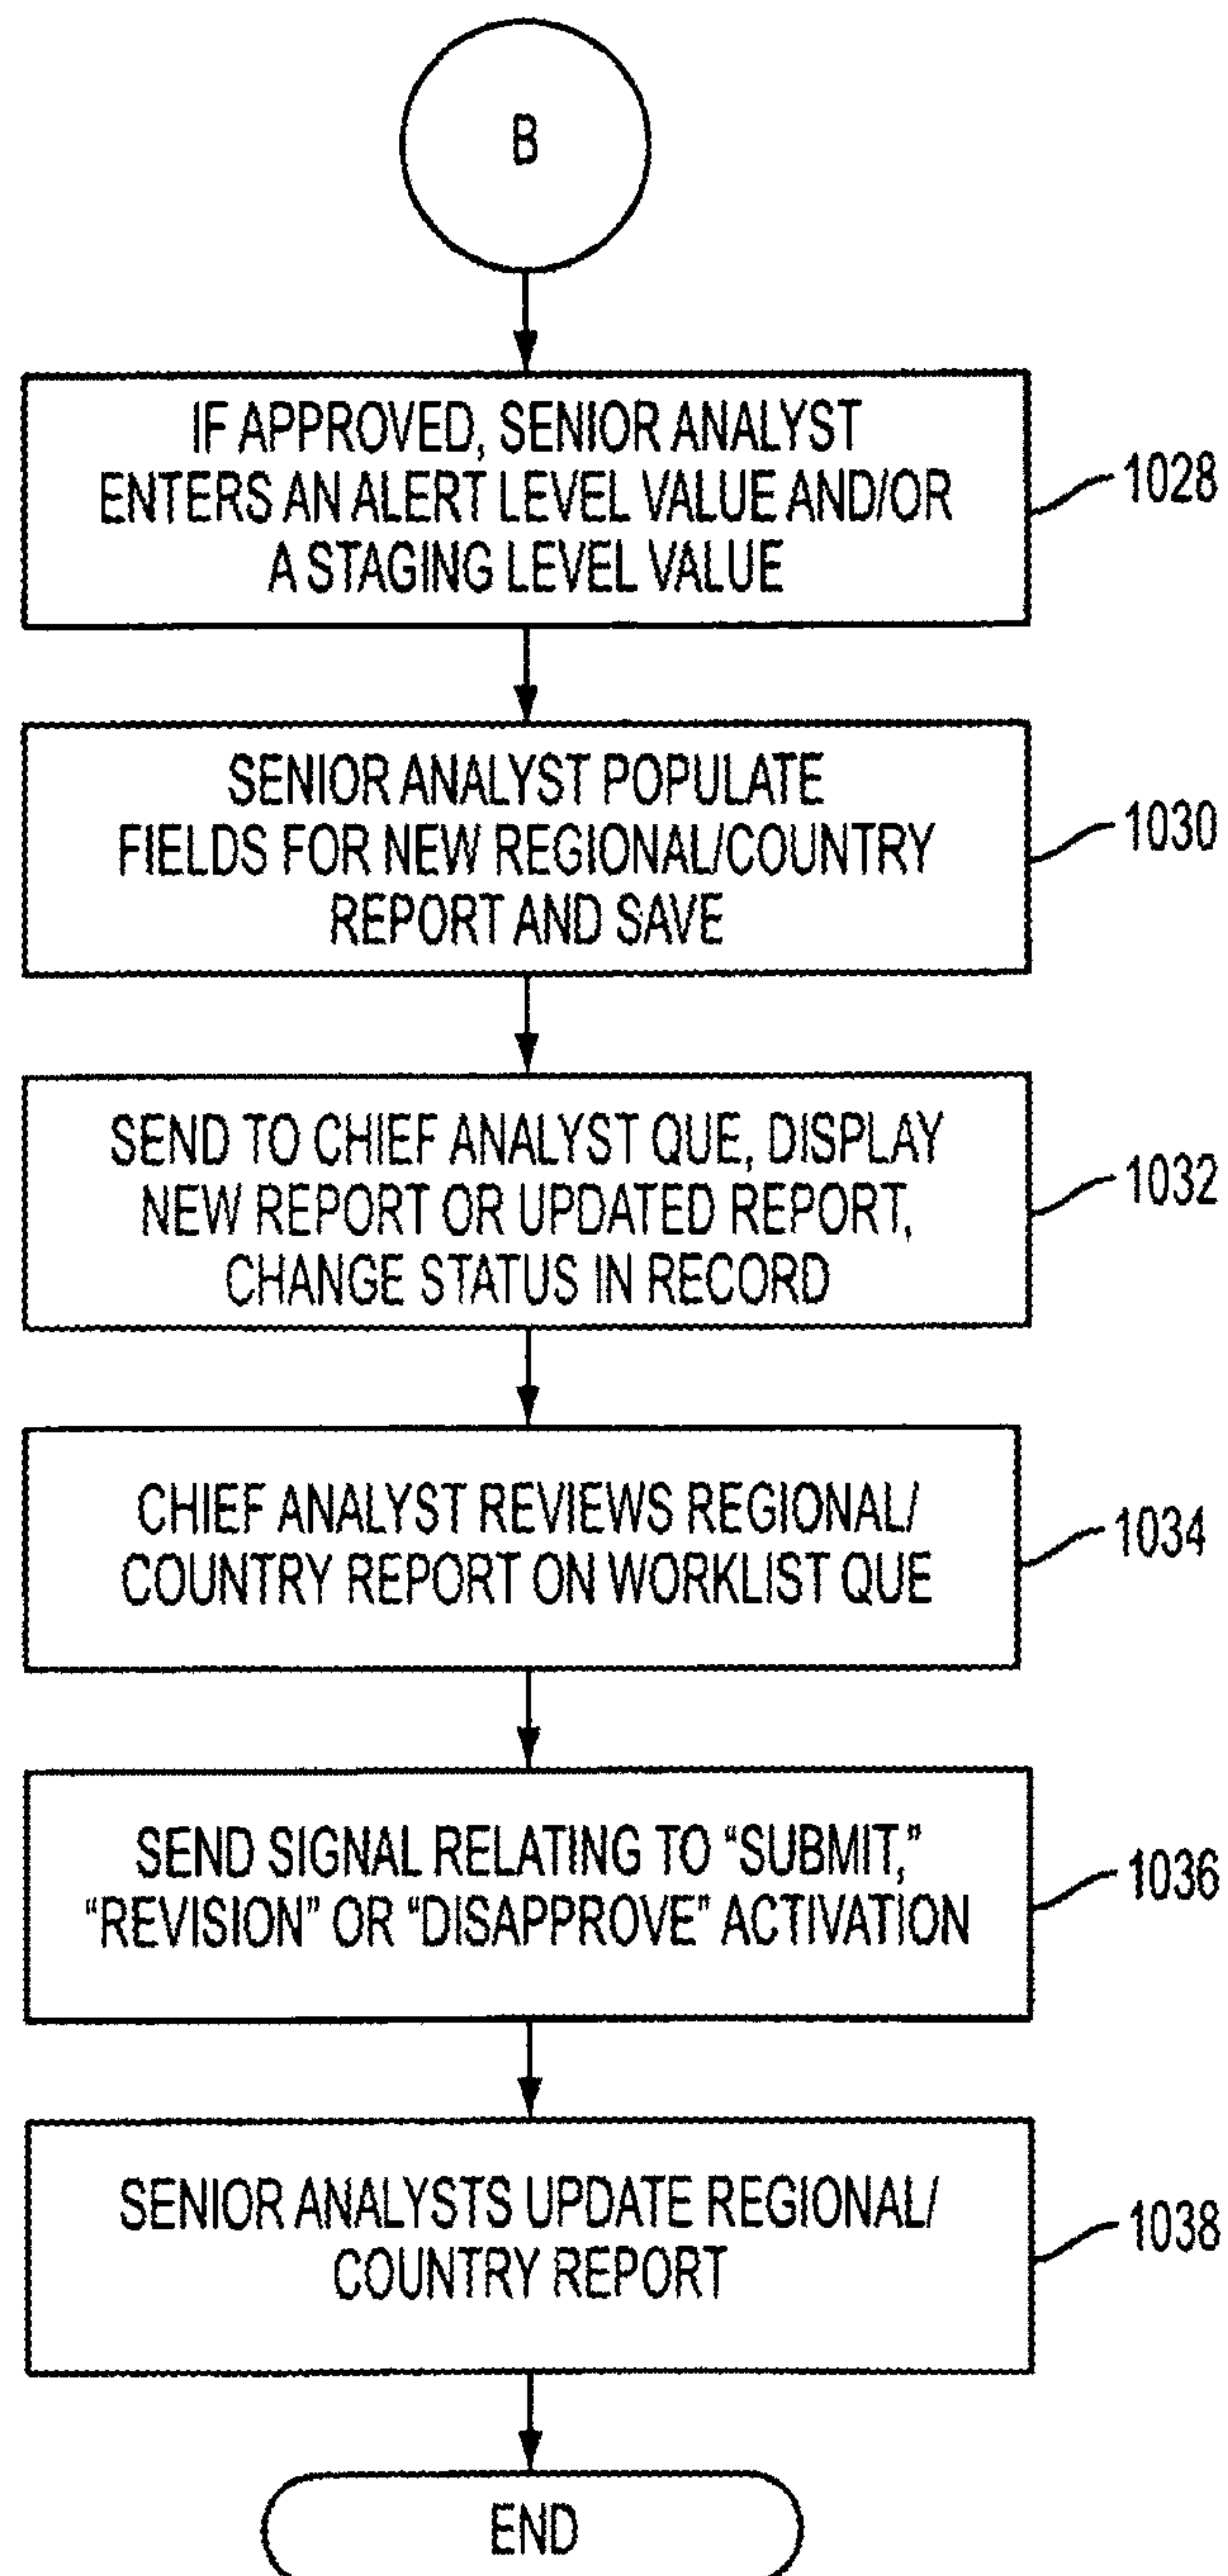 B
IF APPROVED, SENIOR ANALYST
ENTERS AN ALERT LEVEL VALUE AND/OR
A STAGING LEVEL VALUE
1028
SENIOR ANALYST POPULATE
FIELDS FOR NEW REGIONAL/COUNTRY
REPORT AND SAVE
1030
SEND TO CHIEF ANALYST QUE, DISPLAY
NEW REPORT OR UPDATED REPORT,
CHANGE STATUS IN RECORD
1032
CHIEF ANALYST REVIEWS REGIONAL/
COUNTRY REPORT ON WORKLIST QUE
1034
SEND SIGNAL RELATING TO “SUBMIT,”
“REVISION” OR “DISAPPROVE” ACTIVATION
1036
SENIOR ANALYSTS UPDATE REGIONAL/
COUNTRY REPORT
1038
END